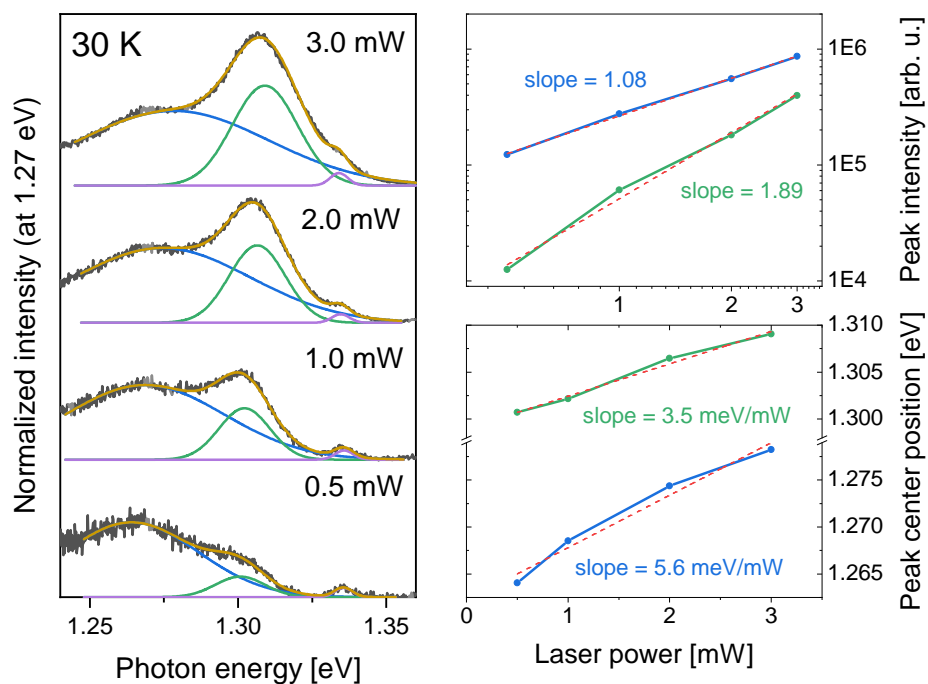 30 K
3.0 mW
2.0 mW
1.0 mW
0.5 mW
Normalized intensity (at 1.27 eV)
1.25
1.30
1.35
Photon energy [eV]
slope = 1.08
slope = 1.89
1E6
1E5
1E4
Peak intensity [arb. u.]
1
2
3
1.310
1.305
1.300
1.275
1.270
1.265
Peak center position [eV]
slope = 3.5 meV/mW
slope = 5.6 meV/mW
0
1
2
3
Laser power [mW]